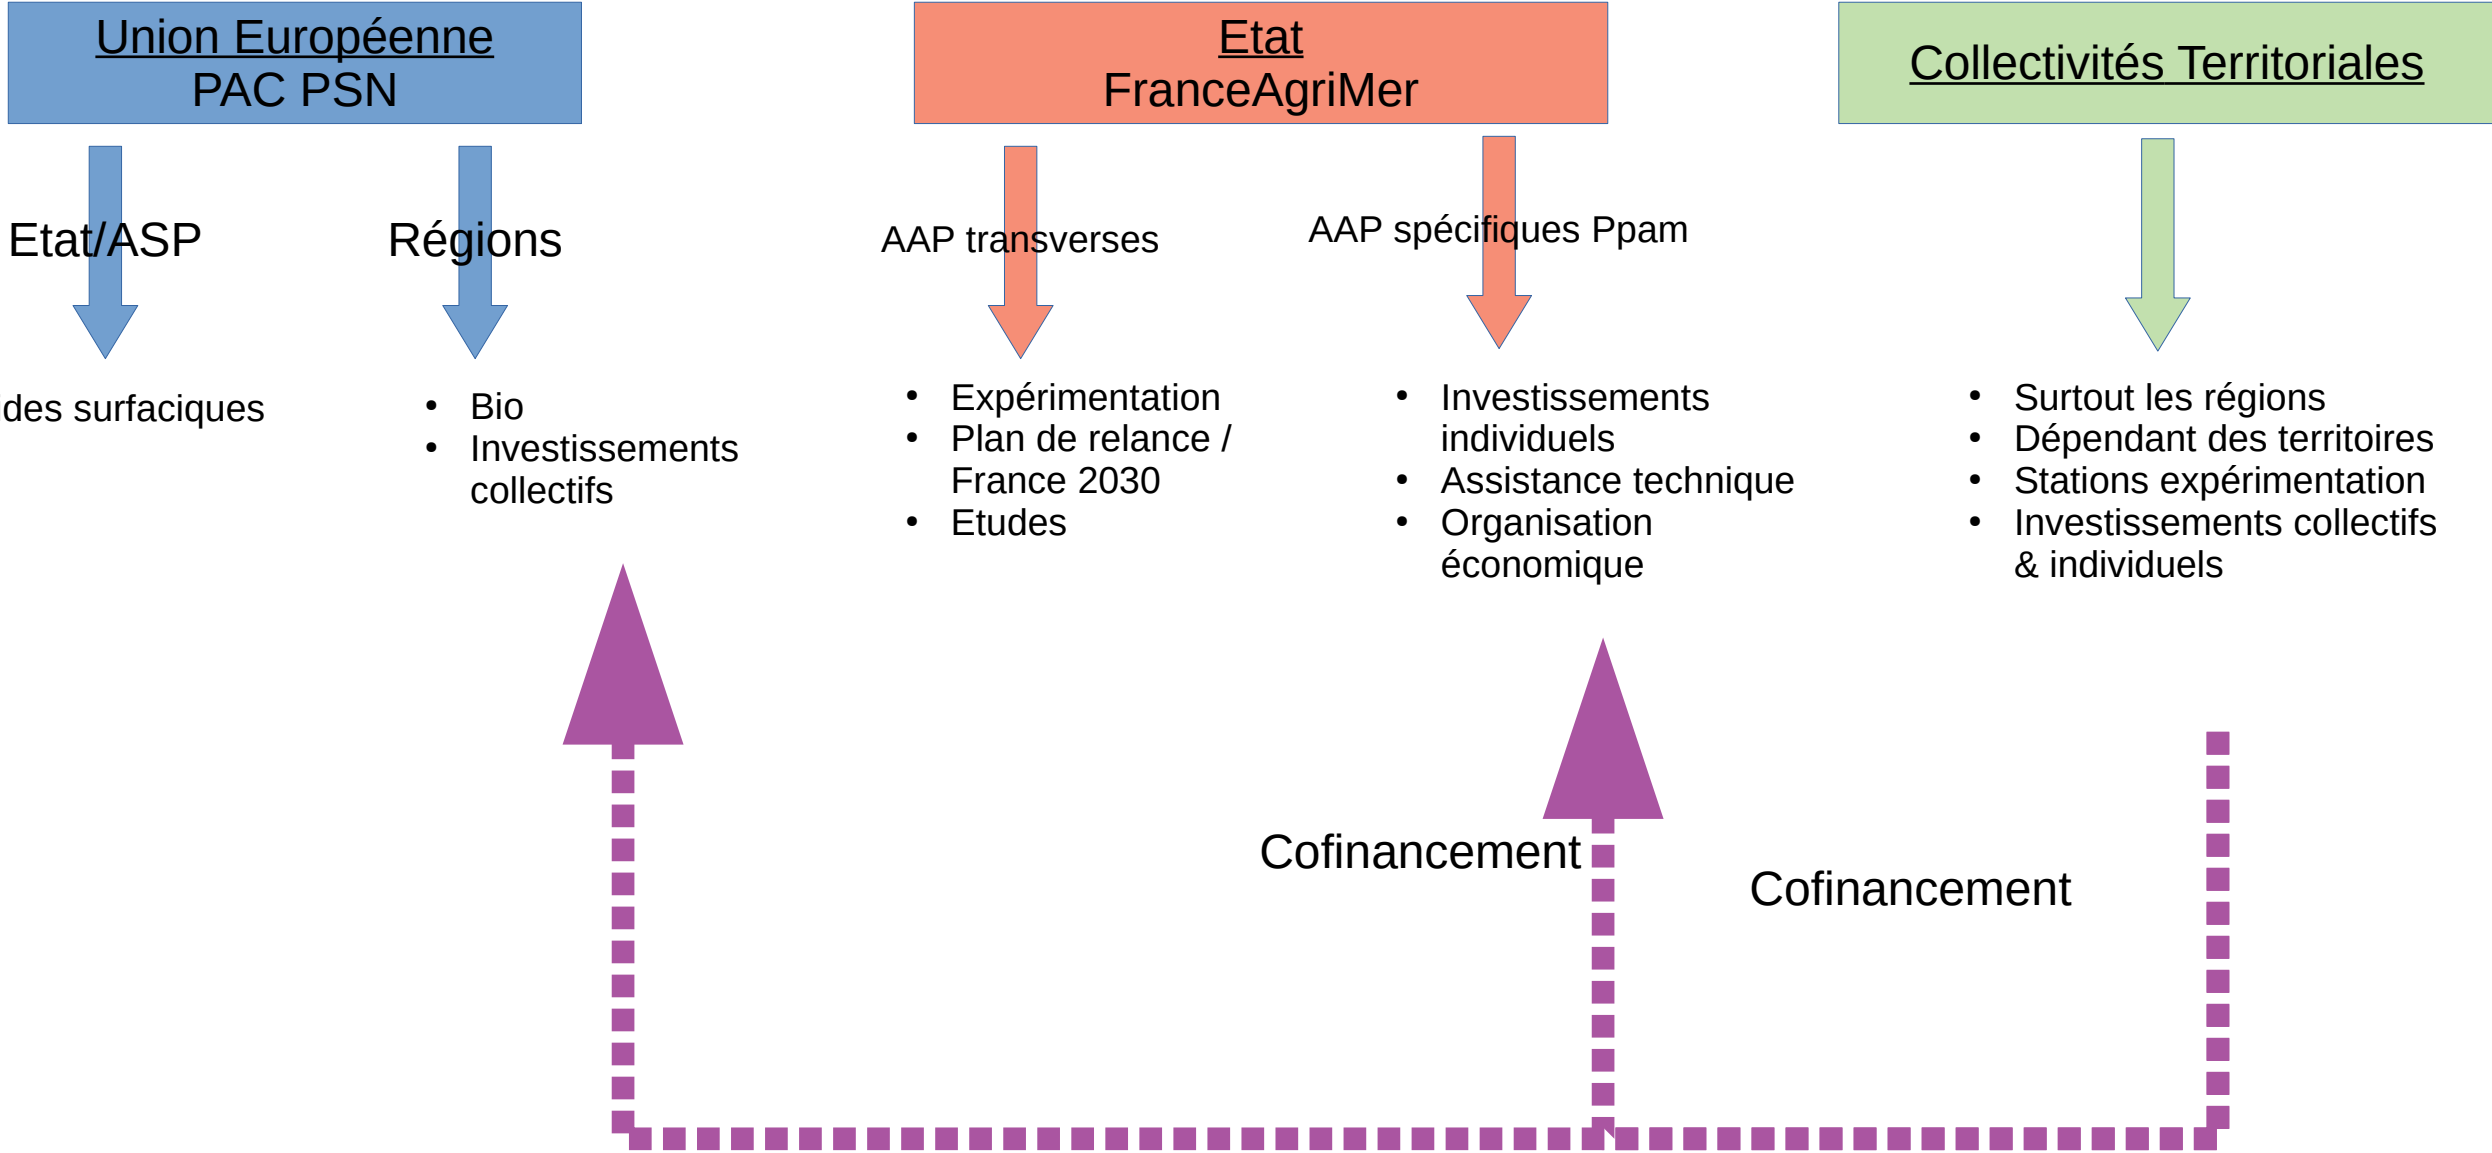 Union Européenne
PAC PSN
Etat
FranceAgriMer
Collectivités Territoriales
Etat/ASP
Régions
AAP transverses
AAP spécifiques Ppam
ides surfaciques
• Bio
• Investissements
collectifs
• Expérimentation
• Plan de relance /
France 2030
• Etudes
• Investissements
individuels
• Assistance technique
• Organisation
économique
• Surtout les régions
• Dépendant des territoires
• Stations expérimentation
• Investissements collectifs
& individuels
Cofinancement
Cofinancement